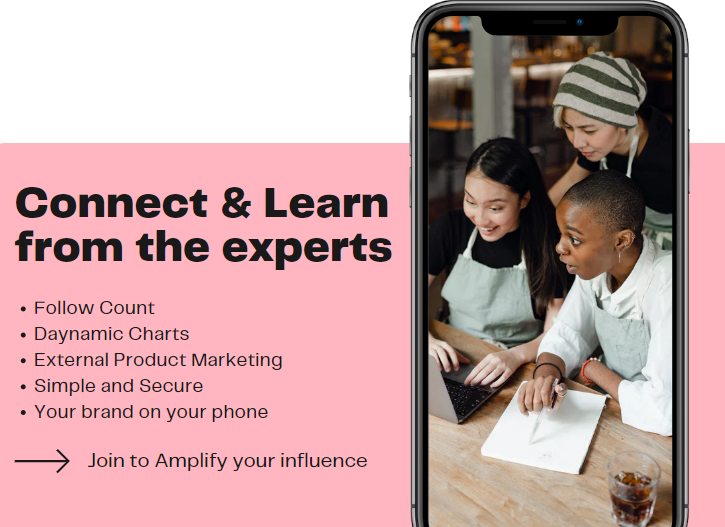 Connect & Learn
from the experts
• Follow Count
• Daynamic Charts
• External Product Marketing
• Simple and Secure
• Your brand on your phone
Join to Amplify your influence